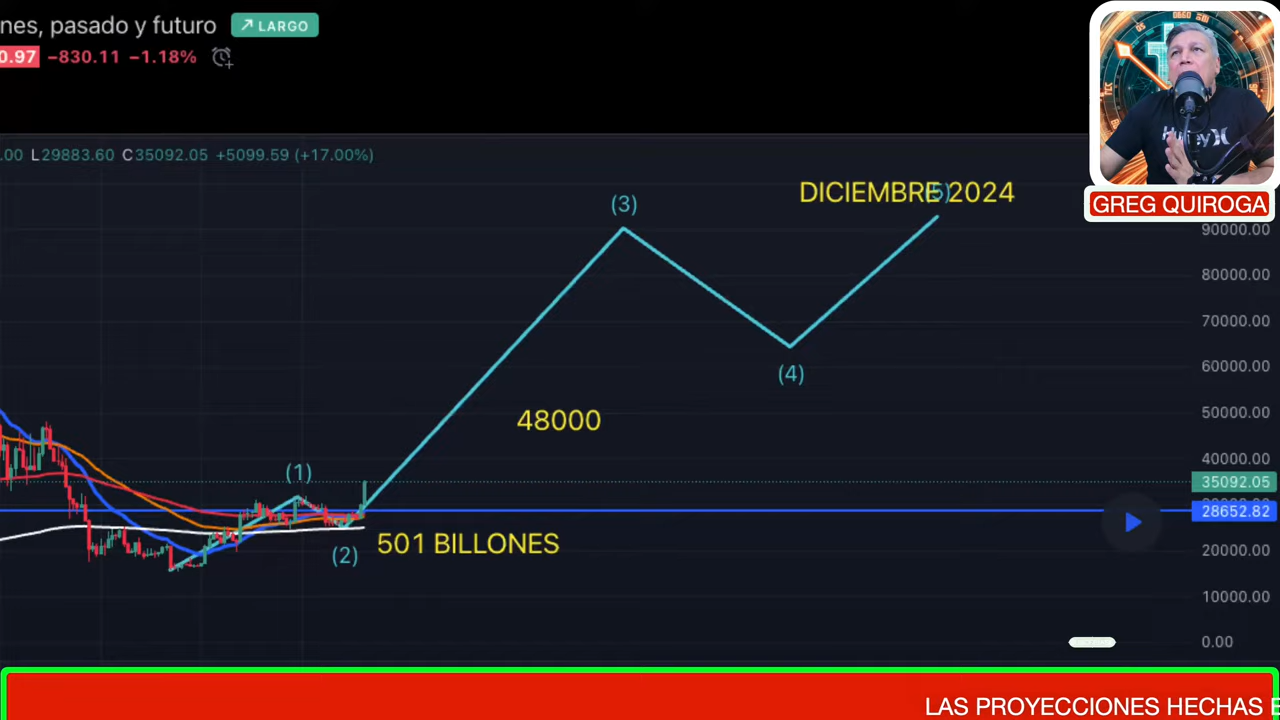 nes, pasado y futuro
LARGO
0.97 −830.11 −1.18%
.00 L29883.60 C35092.05 +5099.59 (+17.00%)
GREG QUIROGA
(3)
DICIEMBRE 2024
(5)
90000.00
80000.00
70000.00
60000.00
(4)
48000
50000.00
40000.00
(1)
35092.05
28652.82
501 BILLONES
(2)
20000.00
10000.00
0.00
LAS PROYECCIONES HECHAS E